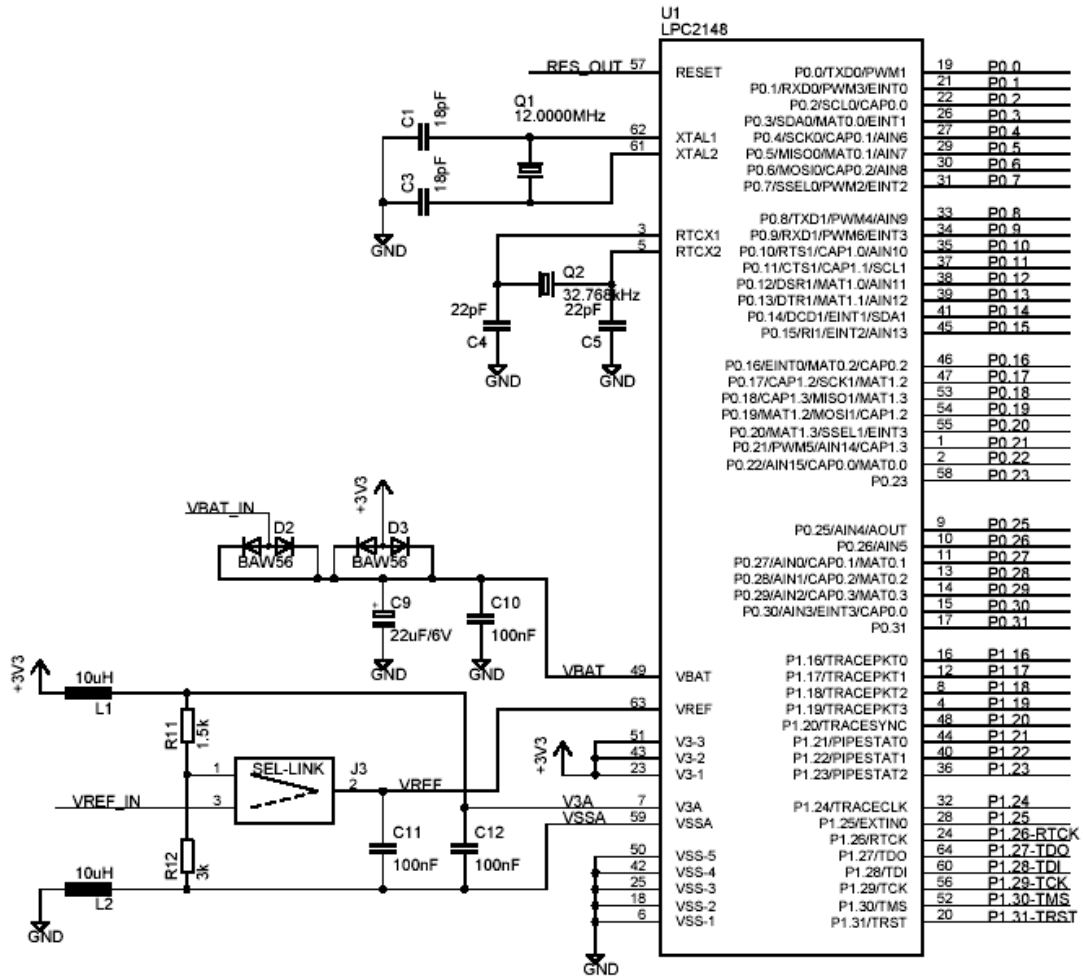 U1
LPC2148
RES_OUT 57 RESET
Q1
12.0000MHz
C1 18pF
C3 18pF
GND
62 XTAL1
61 XTAL2
3 RTCX1
5 RTCX2
Q2
32.768kHz
22pF
C4
GND
22pF
C5
GND
VBAT_IN
+3V3
D2
BAW56
D3
BAW56
C9
22uF/6V
GND
C10
100nF
GND
VBAT 49 VBAT
+3V3
10uH
L1
R11 1.5k
SEL-LINK
1
3
J3
2
VREF
63 VREF
VREF_IN
R12 3k
10uH
L2
GND
C11
100nF
C12
100nF
+3V3
51 V3-3
43 V3-2
23 V3-1
V3A 7 V3A
VSSA 59 VSSA
50 VSS-5
42 VSS-4
25 VSS-3
18 VSS-2
6 VSS-1
GND
P0.0/TXD0/PWM1 19 P0.0
P0.1/RXD0/PWM3/EINT0 21 P0.1
P0.2/SCL0/CAP0.0 22 P0.2
P0.3/SDA0/MAT0.0/EINT1 26 P0.3
P0.4/SCK0/CAP0.1/AIN6 27 P0.4
P0.5/MISO0/MAT0.1/AIN7 29 P0.5
P0.6/MOSI0/CAP0.2/AIN8 30 P0.6
P0.7/SSEL0/PWM2/EINT2 31 P0.7
P0.8/TXD1/PWM4/AIN9 33 P0.8
P0.9/RXD1/PWM6/EINT3 34 P0.9
P0.10/RTS1/CAP1.0/AIN10 35 P0.10
P0.11/CTS1/CAP1.1/SCL1 37 P0.11
P0.12/DSR1/MAT1.0/AIN11 38 P0.12
P0.13/DTR1/MAT1.1/AIN12 39 P0.13
P0.14/DCD1/EINT1/SDA1 41 P0.14
P0.15/RI1/EINT2/AIN13 45 P0.15
P0.16/EINT0/MAT0.2/CAP0.2 46 P0.16
P0.17/CAP1.2/SCK1/MAT1.2 47 P0.17
P0.18/CAP1.3/MISO1/MAT1.3 53 P0.18
P0.19/MAT1.2/MOSI1/CAP1.2 54 P0.19
P0.20/MAT1.3/SSEL1/EINT3 55 P0.20
P0.21/PWM5/AIN14/CAP1.3 1 P0.21
P0.22/AIN15/CAP0.0/MAT0.0 2 P0.22
P0.23 58 P0.23
P0.25/AIN4/AOUT 9 P0.25
P0.26/AIN5 10 P0.26
P0.27/AIN0/CAP0.1/MAT0.1 11 P0.27
P0.28/AIN1/CAP0.2/MAT0.2 13 P0.28
P0.29/AIN2/CAP0.3/MAT0.3 14 P0.29
P0.30/AIN3/EINT3/CAP0.0 15 P0.30
P0.31 17 P0.31
P1.16/TRACEPKT0 16 P1.16
P1.17/TRACEPKT1 12 P1.17
P1.18/TRACEPKT2 8 P1.18
P1.19/TRACEPKT3 4 P1.19
P1.20/TRACESYNC 48 P1.20
P1.21/PIPESTAT0 44 P1.21
P1.22/PIPESTAT1 40 P1.22
P1.23/PIPESTAT2 36 P1.23
P1.24/TRACECLK 32 P1.24
P1.25/EXTIN0 28 P1.25
P1.26/RTCK 24 P1.26-RTCK
P1.27/TDO 64 P1.27-TDO
P1.28/TDI 60 P1.28-TDI
P1.29/TCK 56 P1.29-TCK
P1.30/TMS 52 P1.30-TMS
P1.31/TRST 20 P1.31-TRST